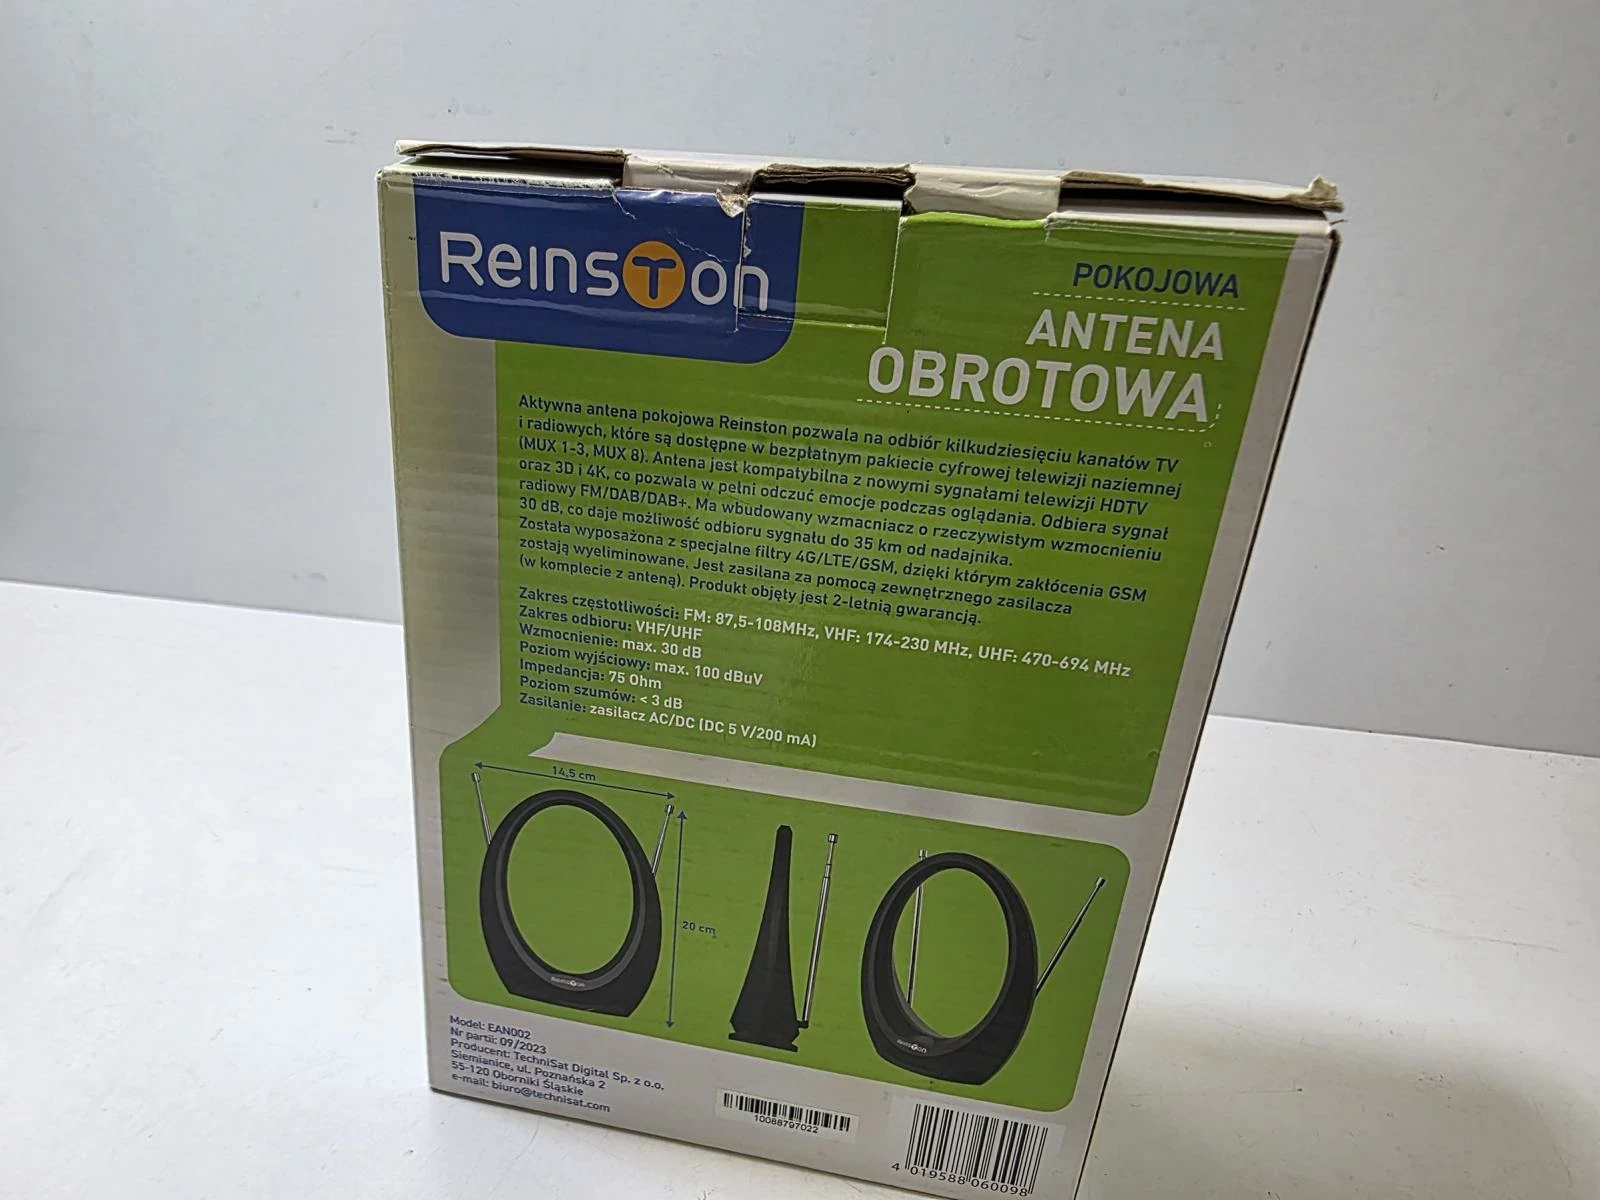 Reinston
POKOJOWA
ANTENA
OBROTOWA
Aktywna antena pokojowa Reinston pozwala na odbiór kilkudziesięciu kanałów TV
i radiowych, które są dostępne w bezpłatnym pakiecie cyfrowej telewizji naziemnej
(MUX 1-3, MUX 8). Antena jest kompatybilna z nowymi sygnałami telewizji HDTV
oraz 3D i 4K, co pozwala w pełni odczuć emocje podczas oglądania. Odbiera sygnał
radiowy FM/DAB/DAB+. Ma wbudowany wzmacniacz o rzeczywistym wzmocnieniu
30 dB, co daje możliwość odbioru sygnału do 35 km od nadajnika.
Została wyposażona z specjalne filtry 4G/LTE/GSM, dzięki którym zakłócenia GSM
zostają wyeliminowane. Jest zasilana za pomocą zewnętrznego zasilacza
(w komplecie z anteną). Produkt objęty jest 2-letnią gwarancją.
Zakres częstotliwości: FM: 87,5-108MHz, VHF: 174-230 MHz, UHF: 470-694 MHz
Zakres odbioru: VHF/UHF
Wzmocnienie: max. 30 dB
Poziom wyjściowy: max. 100 dBuV
Impedancja: 75 Ohm
Poziom szumów: < 3 dB
Zasilanie: zasilacz AC/DC (DC 5 V/200 mA)
14,5 cm
20 cm
Reinston
Reinston
Model: EAN002
Nr partii: 09/2023
Producent: TechniSat Digital Sp. z o.o.
Siemianice, ul. Poznańska 2
55-120 Oborniki Śląskie
e-mail: biuro@technisat.com
10088797022
4 019588 060098